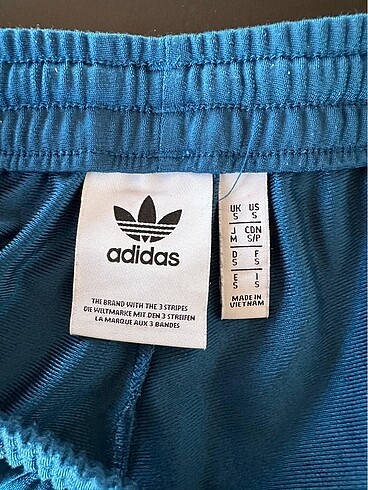 adidas
THE BRAND WITH THE 3 STRIPES
DIE WELTMARKE MIT DEN 3 STREIFEN
LA MARQUE AUX 3 BANDES
UK US
S S
J CDN
M S/P
D F
S S
E I
S S
MADE IN
VIETNAM